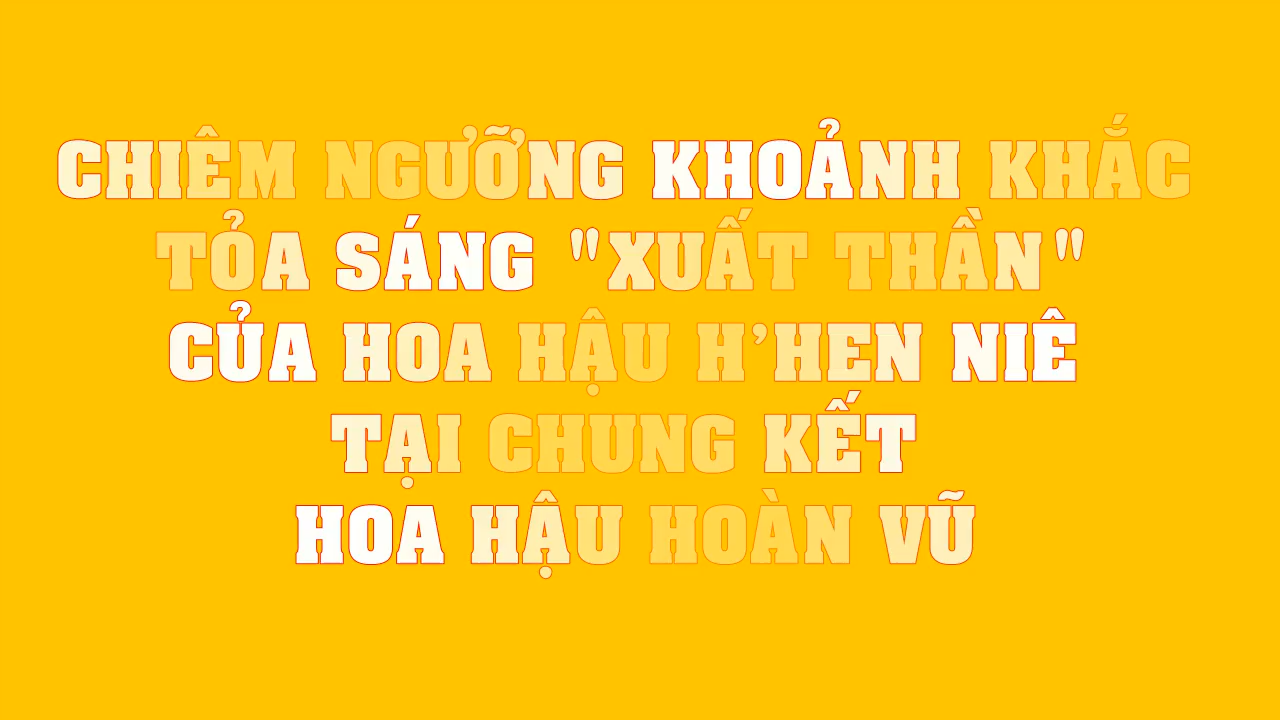 CHIÊM NGƯỠNG KHOẢNH KHẮC
TỎA SÁNG "XUẤT THẦN"
CỦA HOA HẬU H'HEN NIÊ
TẠI CHUNG KẾT
HOA HẬU HOÀN VŨ